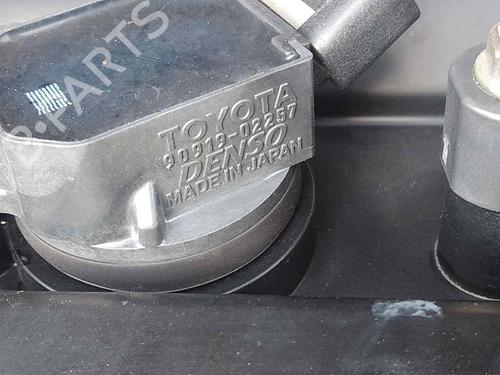 TOYOTA
90919-02257
DENSO
MADE IN JAPAN